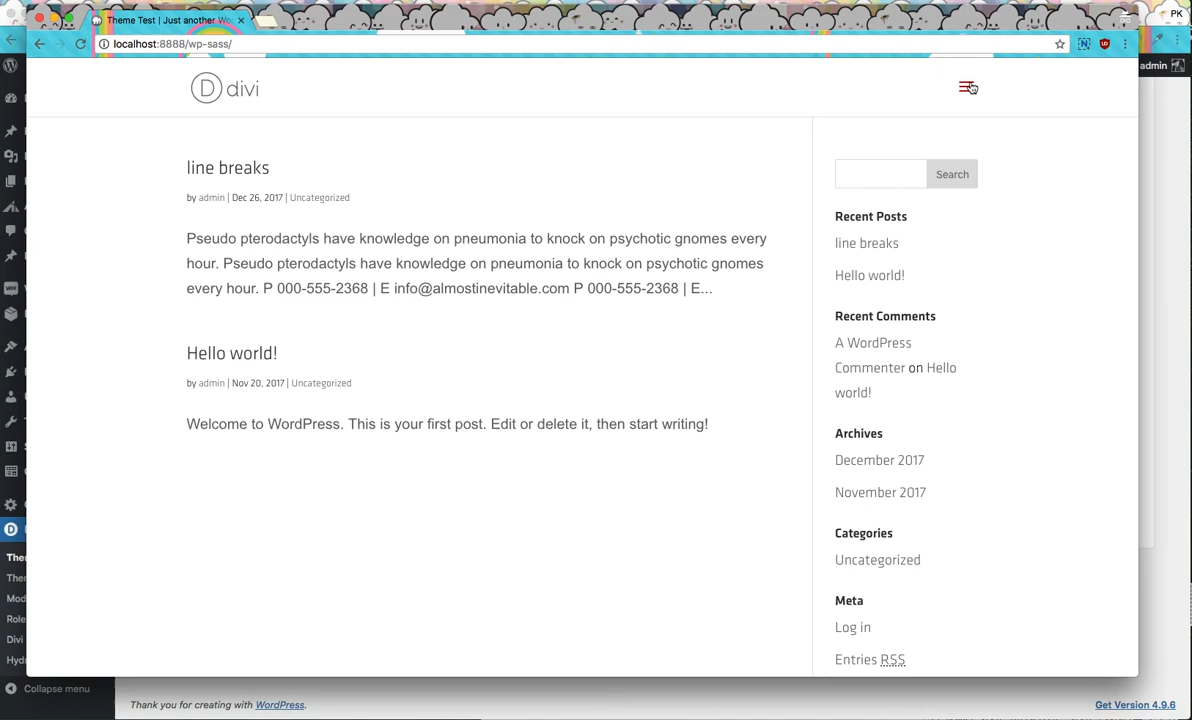 Theme Test | Just another Wo
PK
localhost:8888/wp-sass/
admin
D divi
line breaks
by admin | Dec 26, 2017 | Uncategorized
Pseudo pterodactyls have knowledge on pneumonia to knock on psychotic gnomes every
hour. Pseudo pterodactyls have knowledge on pneumonia to knock on psychotic gnomes
every hour. P 000-555-2368 | E info@almostinevitable.com P 000-555-2368 | E...
Hello world!
by admin | Nov 20, 2017 | Uncategorized
Welcome to WordPress. This is your first post. Edit or delete it, then start writing!
Search
Recent Posts
line breaks
Hello world!
Recent Comments
A WordPress
Commenter on Hello
world!
Archives
December 2017
November 2017
Categories
Uncategorized
Meta
Log in
Entries RSS
The
The
Mod
Role
Divi
Hyd
Collapse menu
Thank you for creating with WordPress.
Get Version 4.9.6